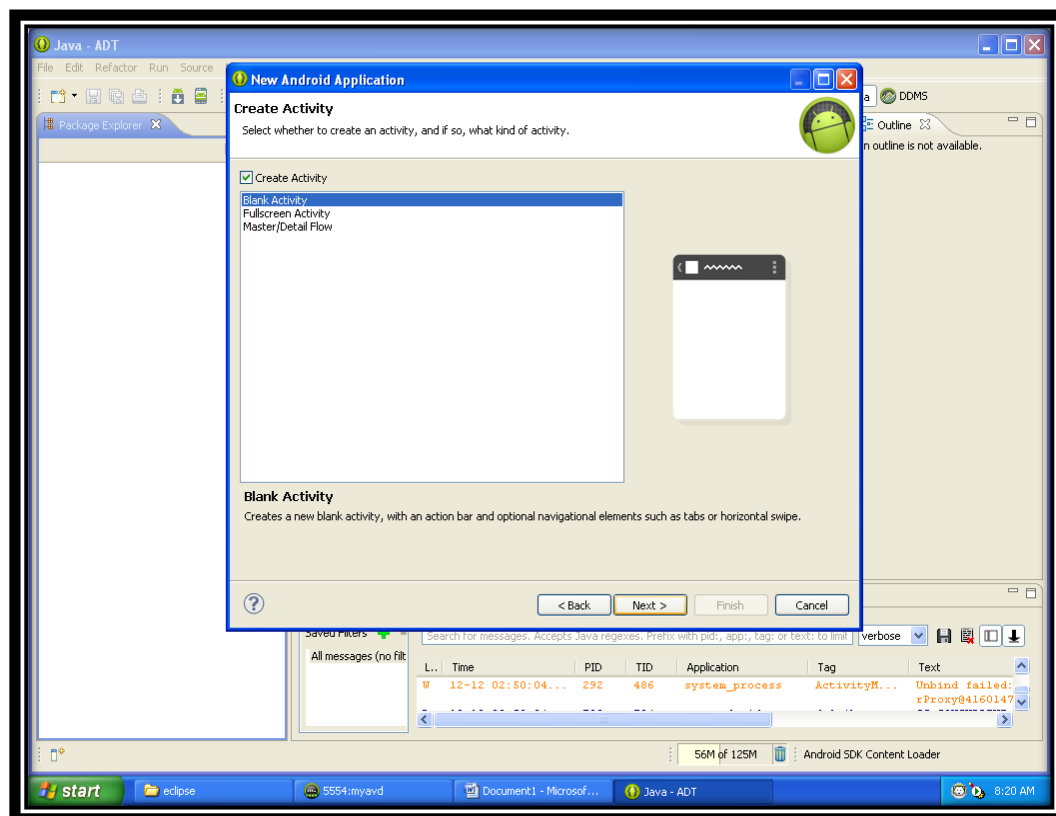 Java - ADT
File Edit Refactor Run Source
New Android Application
DDMS
Create Activity
Select whether to create an activity, and if so, what kind of activity.
Package Explorer
Outline
n outline is not available.
Create Activity
Blank Activity
Fullscreen Activity
Master/Detail Flow
Blank Activity
Creates a new blank activity, with an action bar and optional navigational elements such as tabs or horizontal swipe.
?
< Back Next > Finish Cancel
Saved Filters
Search for messages. Accepts Java regexes. Prefix with pid:, app:, tag: or text: to limit
verbose
All messages (no filt
L.. Time PID TID Application Tag Text
W 12-12 02:50:04... 292 486 system_process ActivityM... Unbind failed:
rProxy@4160147
56M of 125M
Android SDK Content Loader
start eclipse 5554:myavd Document1 - Microsof... Java - ADT 8:20 AM